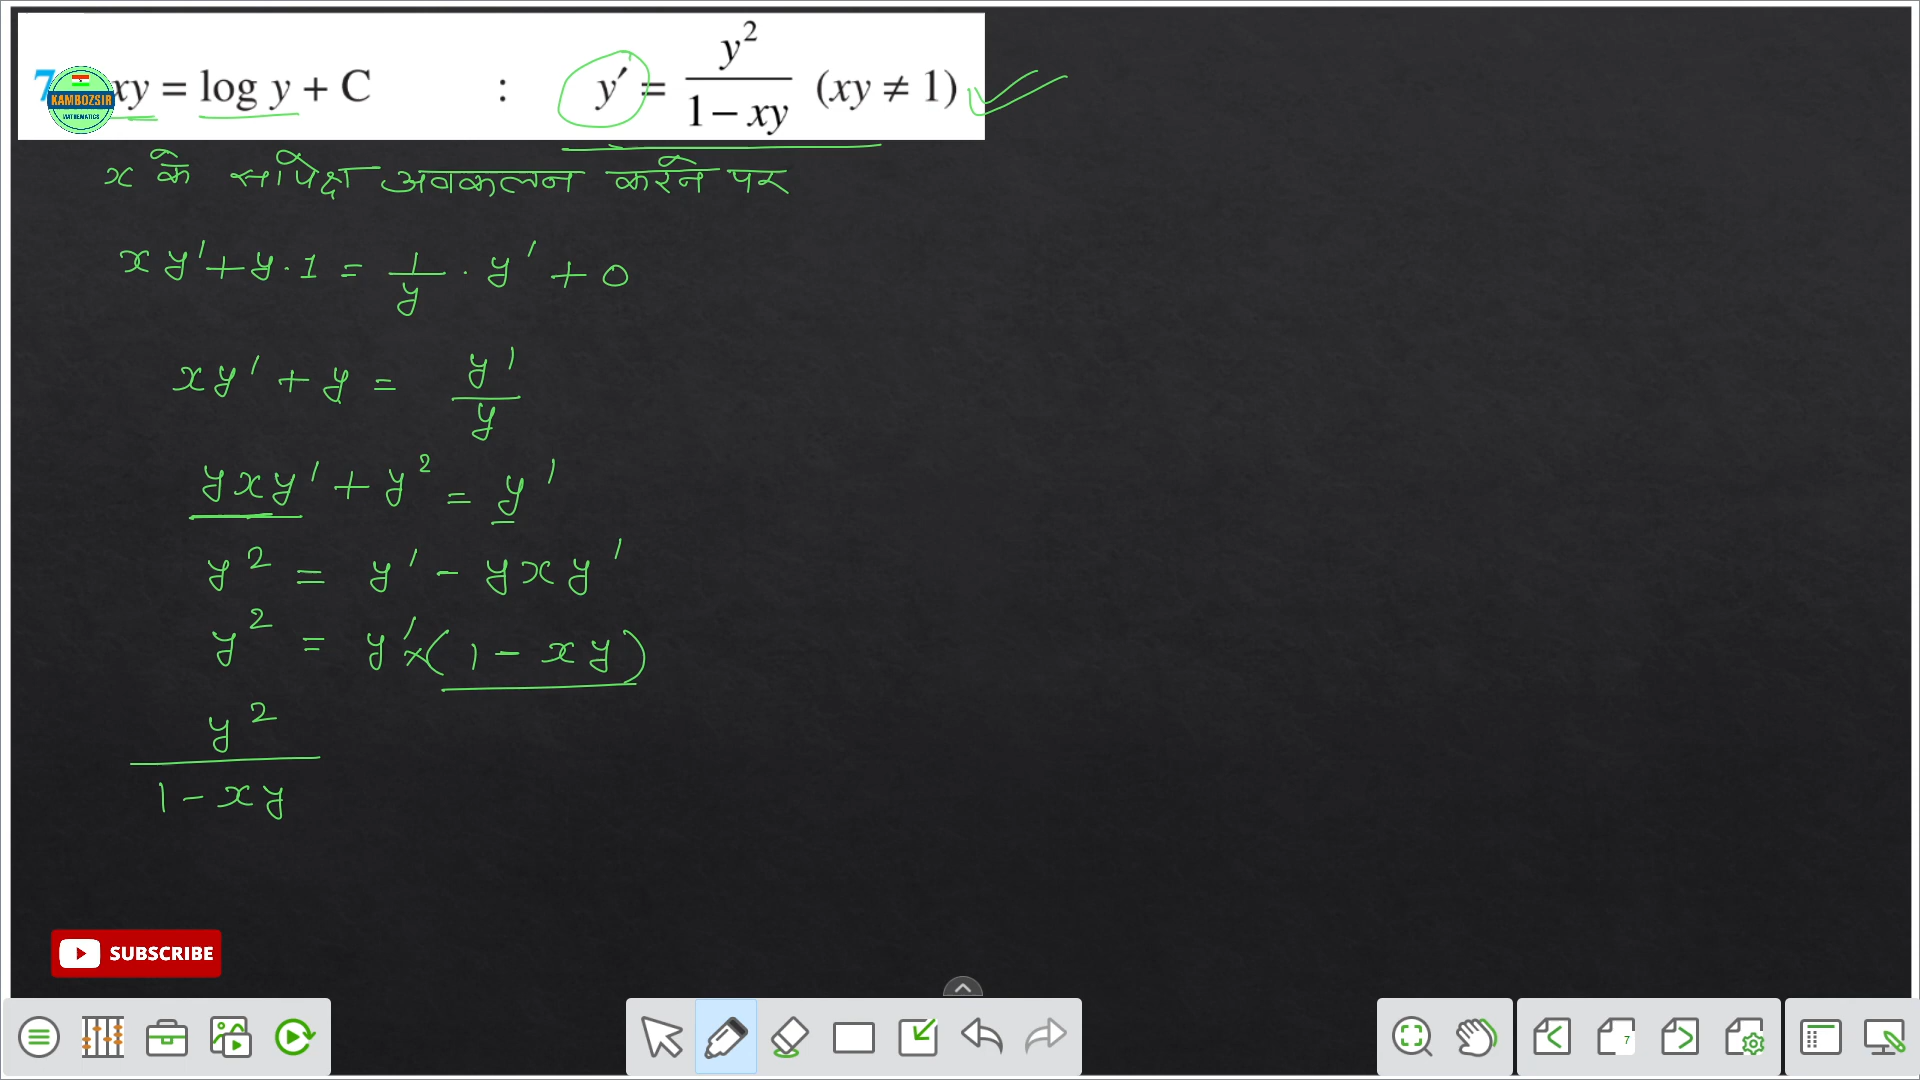 7. xy = log y + C : y′ = y²/(1 – xy) (xy ≠ 1)
KAMBOZSIR
MATHEMATICS
x के सापेक्ष अवकलन करने पर
xy' + y · 1 = 1/y · y' + 0
xy' + y = y'/y
yxy' + y² = y'
y² = y' - yxy'
y² = y' × (1 - xy)
y²/(1 - xy)
SUBSCRIBE
7